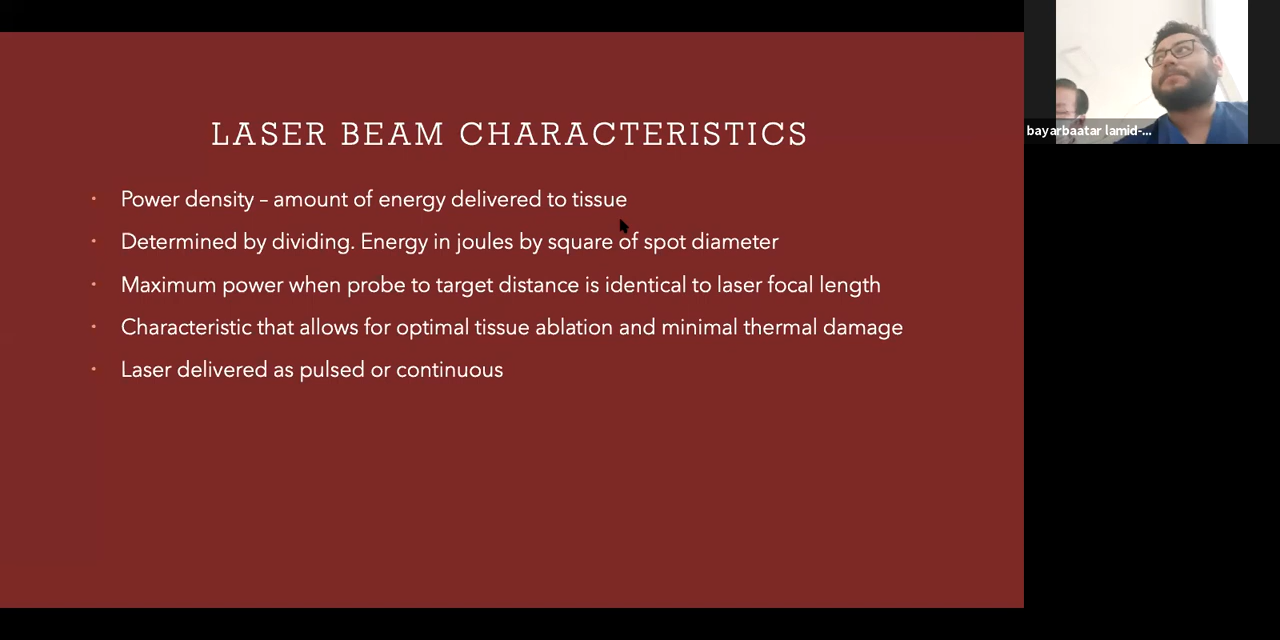 LASER BEAM CHARACTERISTICS
• Power density – amount of energy delivered to tissue
• Determined by dividing. Energy in joules by square of spot diameter
• Maximum power when probe to target distance is identical to laser focal length
• Characteristic that allows for optimal tissue ablation and minimal thermal damage
• Laser delivered as pulsed or continuous
bayarbaatar lamid-...